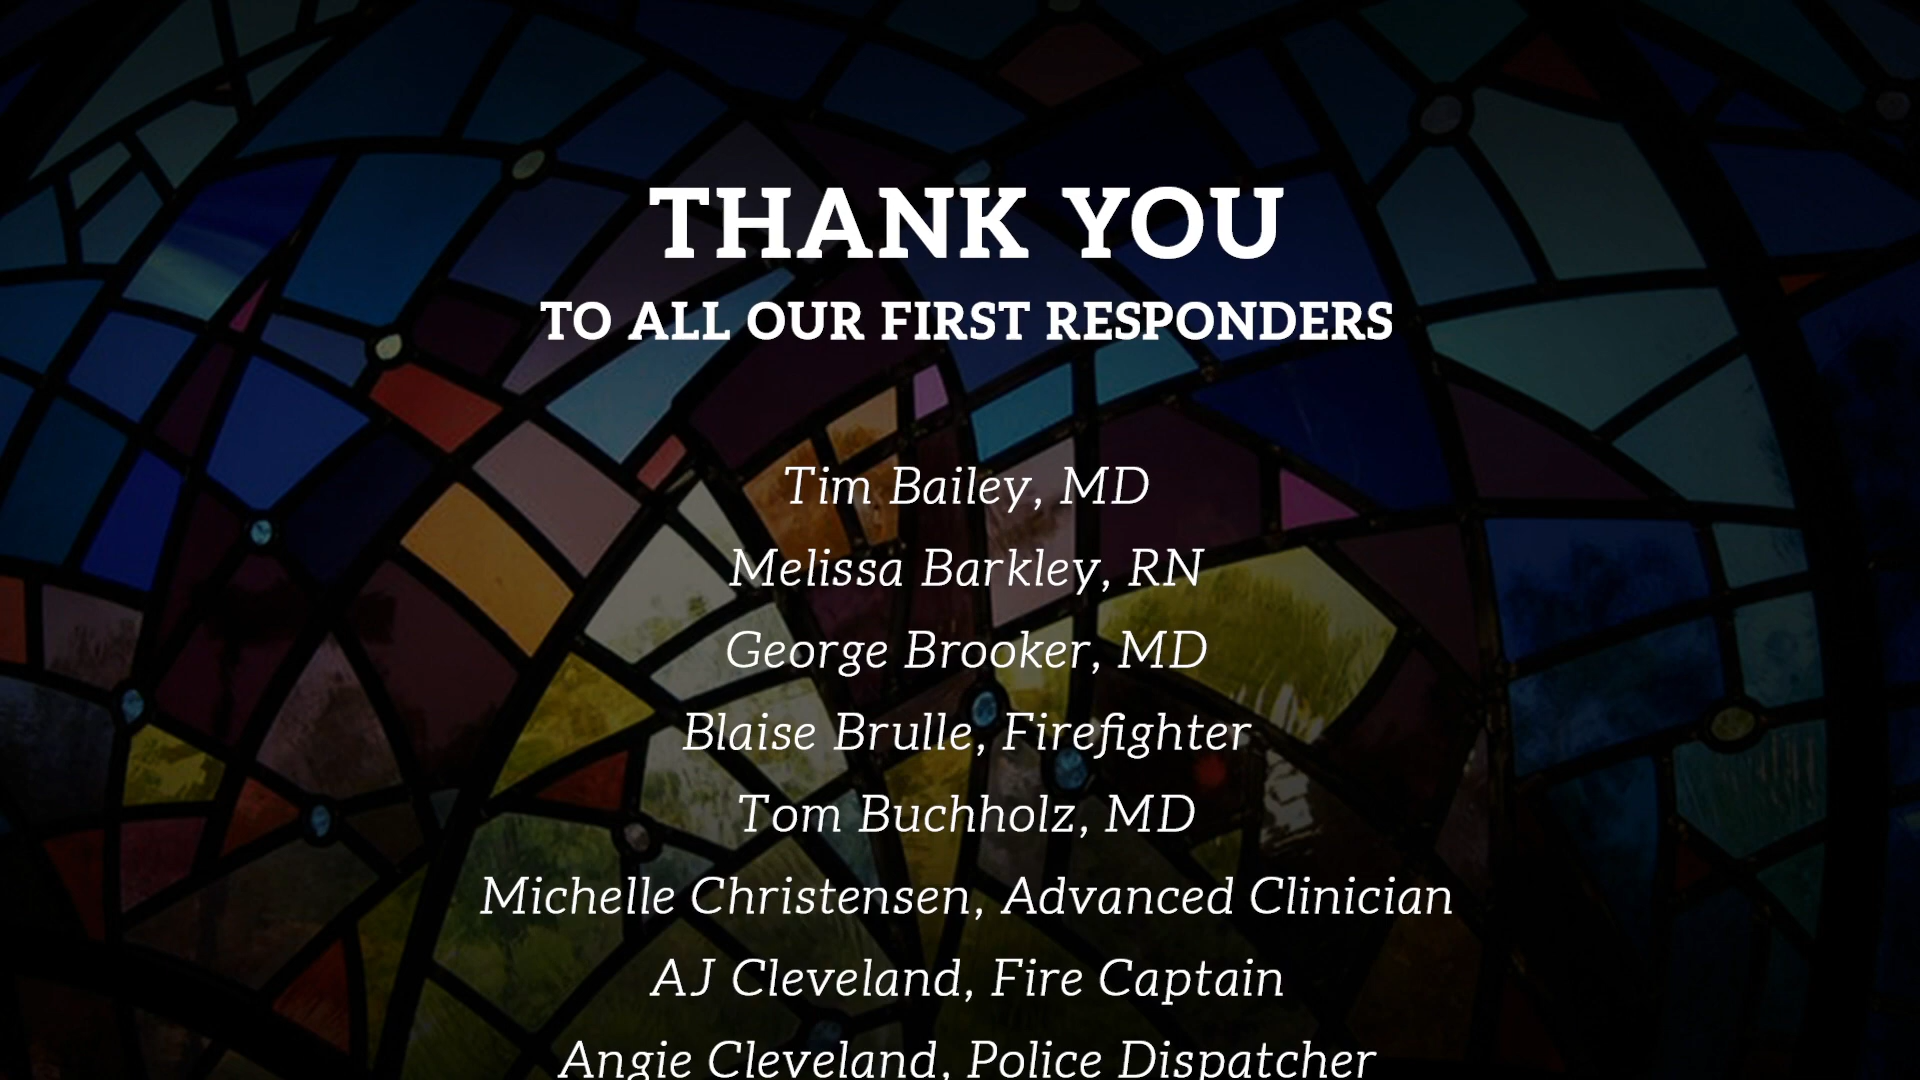 THANK YOU
TO ALL OUR FIRST RESPONDERS
Tim Bailey, MD
Melissa Barkley, RN
George Brooker, MD
Blaise Brulle, Firefighter
Tom Buchholz, MD
Michelle Christensen, Advanced Clinician
AJ Cleveland, Fire Captain
Angie Cleveland, Police Dispatcher